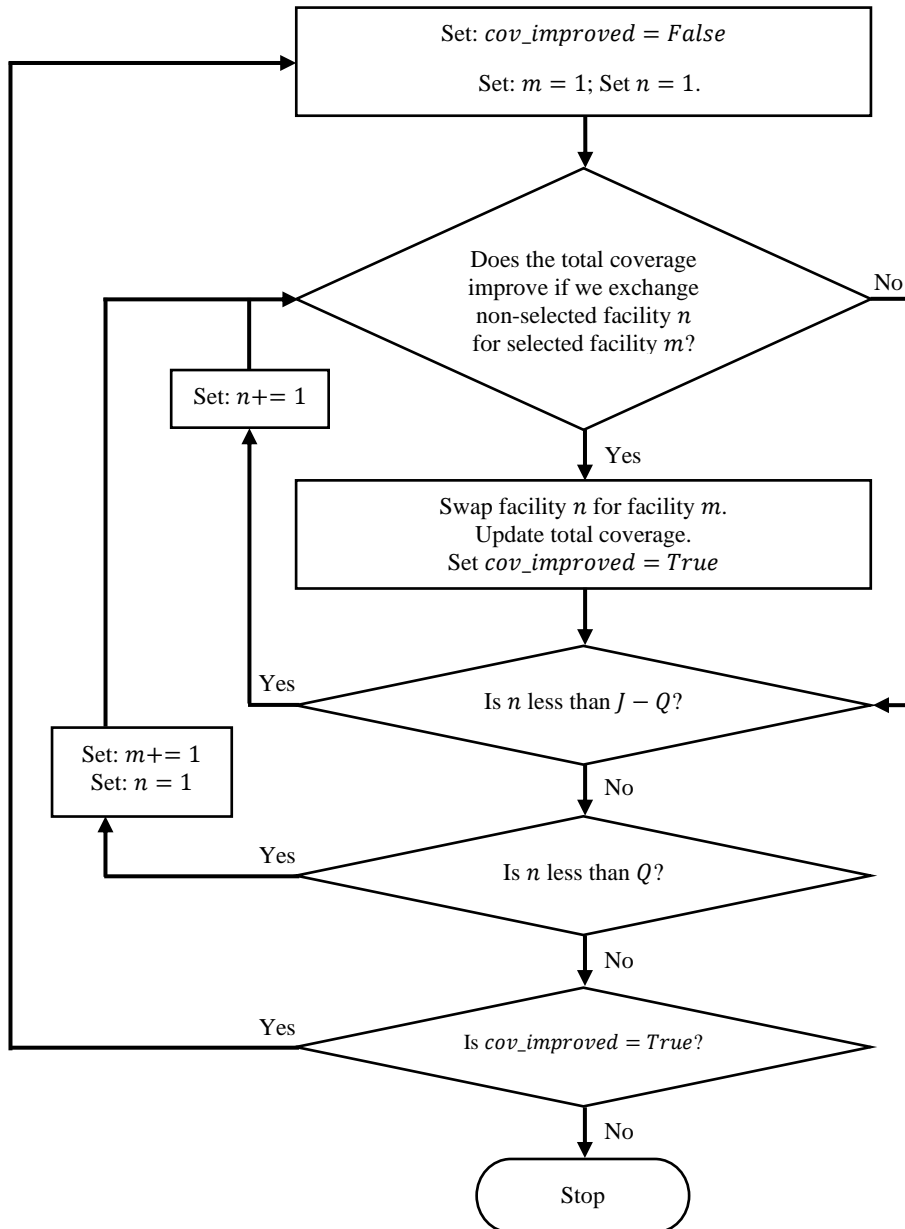 Set: cov_improved = False
Set: m = 1; Set n = 1.
Does the total coverage
improve if we exchange
non-selected facility n
for selected facility m?
No
Set: n+= 1
Yes
Swap facility n for facility m.
Update total coverage.
Set cov_improved = True
Yes
Is n less than J − Q?
Set: m+= 1
Set: n = 1
No
Yes
Is n less than Q?
No
Yes
Is cov_improved = True?
No
Stop